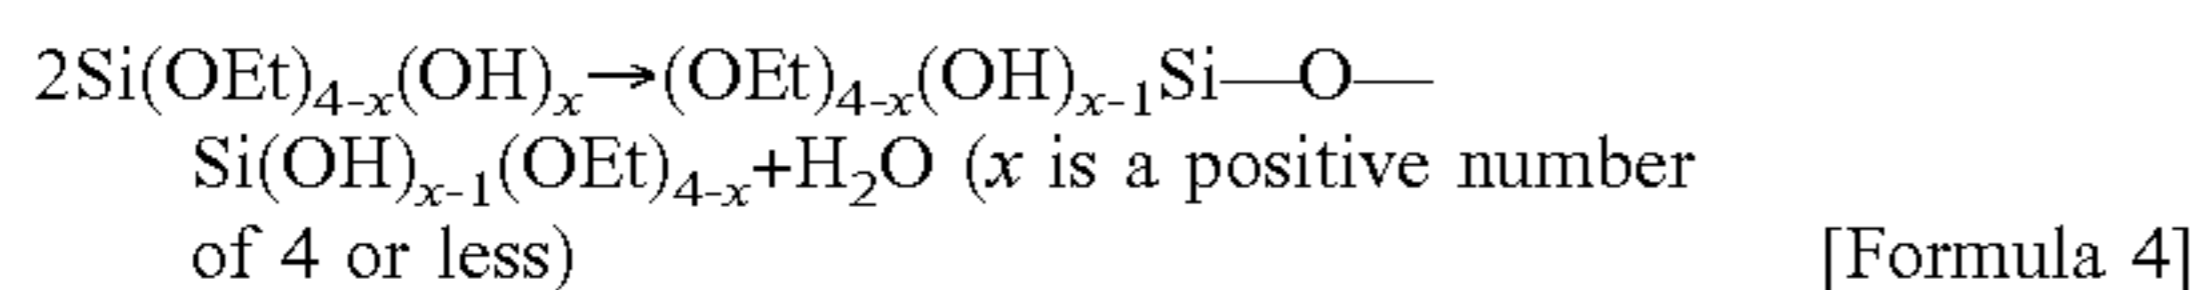 2Si(OEt)₄₋ₓ(OH)ₓ→(OEt)₄₋ₓ(OH)ₓ₋₁Si—O—
Si(OH)ₓ₋₁(OEt)₄₋ₓ+H₂O (x is a positive number
of 4 or less) [Formula 4]